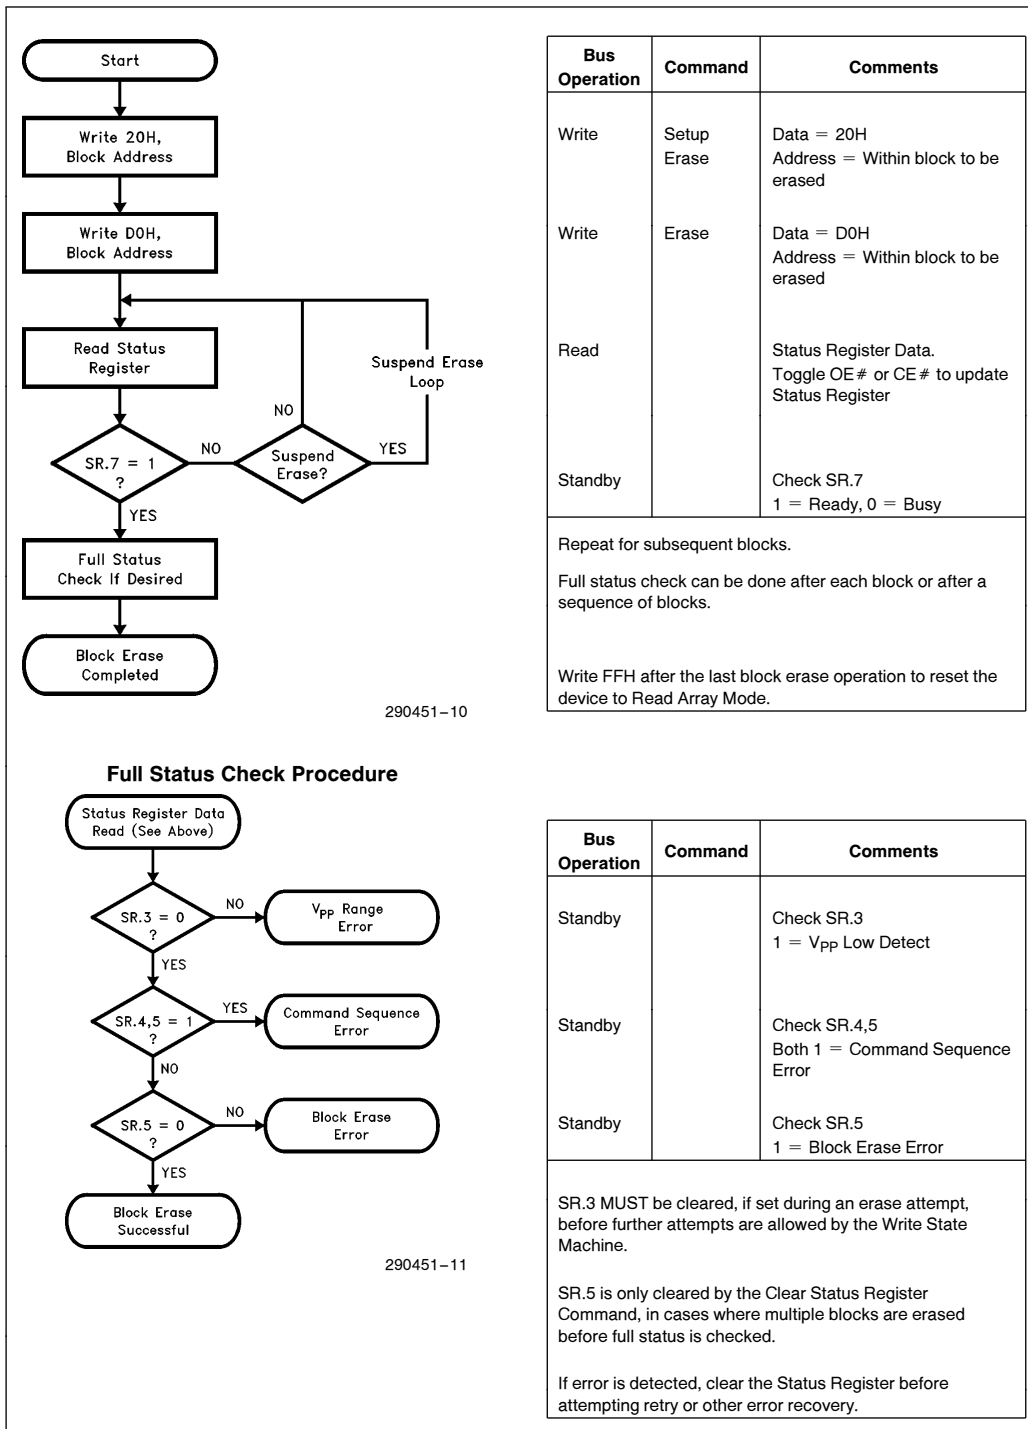 Start
Write 20H,
Block Address
Write D0H,
Block Address
Read Status
Register
Suspend Erase
Loop
NO
SR.7 = 1
?
NO
Suspend
Erase?
YES
YES
Full Status
Check If Desired
Block Erase
Completed
290451–10
Bus
Operation
Command
Comments
Write
Setup
Erase
Data = 20H
Address = Within block to be
erased
Write
Erase
Data = D0H
Address = Within block to be
erased
Read
Status Register Data.
Toggle OE# or CE# to update
Status Register
Standby
Check SR.7
1 = Ready, 0 = Busy
Repeat for subsequent blocks.
Full status check can be done after each block or after a
sequence of blocks.
Write FFH after the last block erase operation to reset the
device to Read Array Mode.
Full Status Check Procedure
Status Register Data
Read (See Above)
SR.3 = 0
?
NO
VPP Range
Error
YES
SR.4,5 = 1
?
YES
Command Sequence
Error
NO
SR.5 = 0
?
NO
Block Erase
Error
YES
Block Erase
Successful
290451–11
Bus
Operation
Command
Comments
Standby
Check SR.3
1 = VPP Low Detect
Standby
Check SR.4,5
Both 1 = Command Sequence
Error
Standby
Check SR.5
1 = Block Erase Error
SR.3 MUST be cleared, if set during an erase attempt,
before further attempts are allowed by the Write State
Machine.
SR.5 is only cleared by the Clear Status Register
Command, in cases where multiple blocks are erased
before full status is checked.
If error is detected, clear the Status Register before
attempting retry or other error recovery.